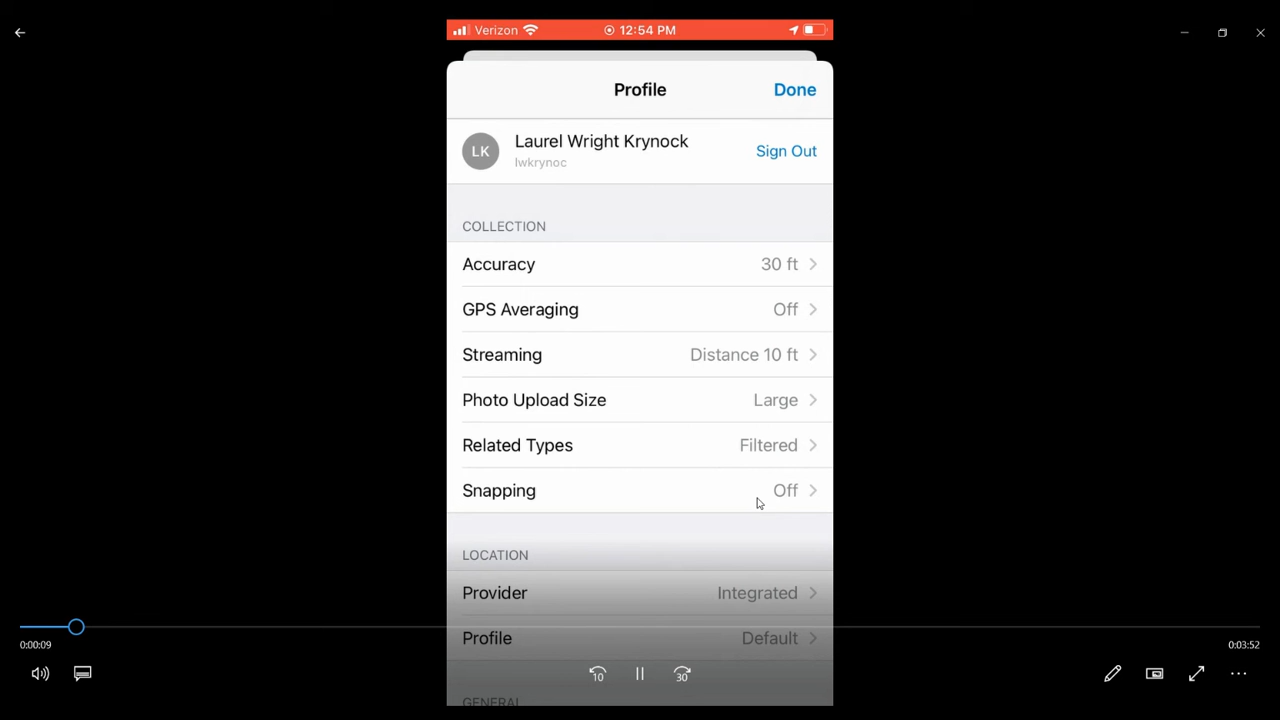 Verizon 12:54 PM
Profile Done
LK Laurel Wright Krynock Sign Out
lwkrynoc
COLLECTION
Accuracy 30 ft
GPS Averaging Off
Streaming Distance 10 ft
Photo Upload Size Large
Related Types Filtered
Snapping Off
LOCATION
Provider Integrated
Profile Default
0:00:09 0:03:52
10 30
GENERAL